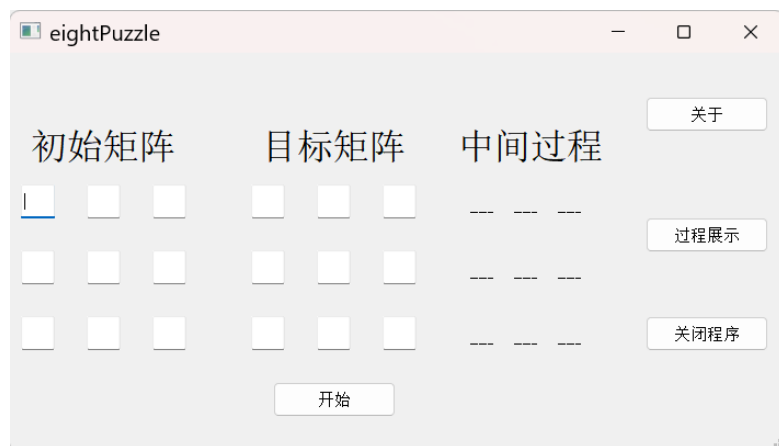 eightPuzzle
关于
初始矩阵 目标矩阵 中间过程
--- --- ---
过程展示
--- --- ---
关闭程序
--- --- ---
开始